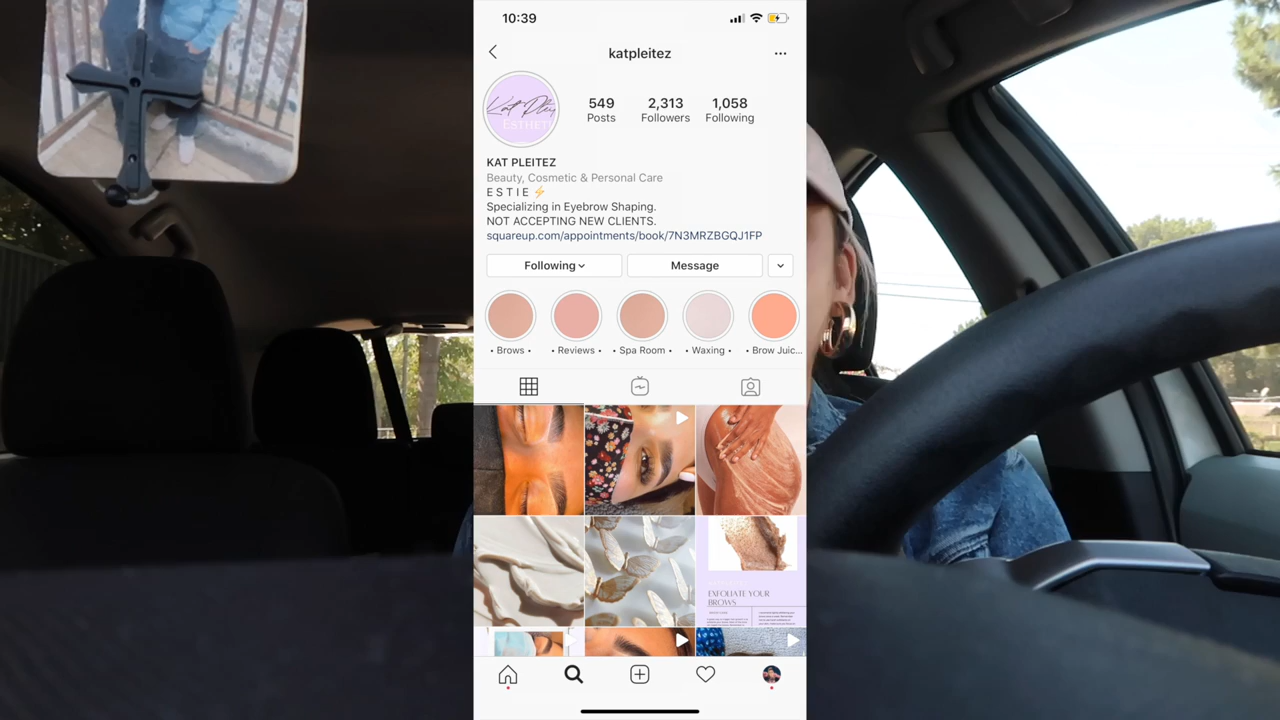 10:39
katpleitez
549
Posts
2,313
Followers
1,058
Following
KAT PLEITEZ
Beauty, Cosmetic & Personal Care
E S T I E ⚡
Specializing in Eyebrow Shaping.
NOT ACCEPTING NEW CLIENTS.
squareup.com/appointments/book/7N3MRZBGQJ1FP
Following
Message
• Brows •
• Reviews •
• Spa Room •
• Waxing •
• Brow Juic...
EXFOLIATE YOUR
BROWS